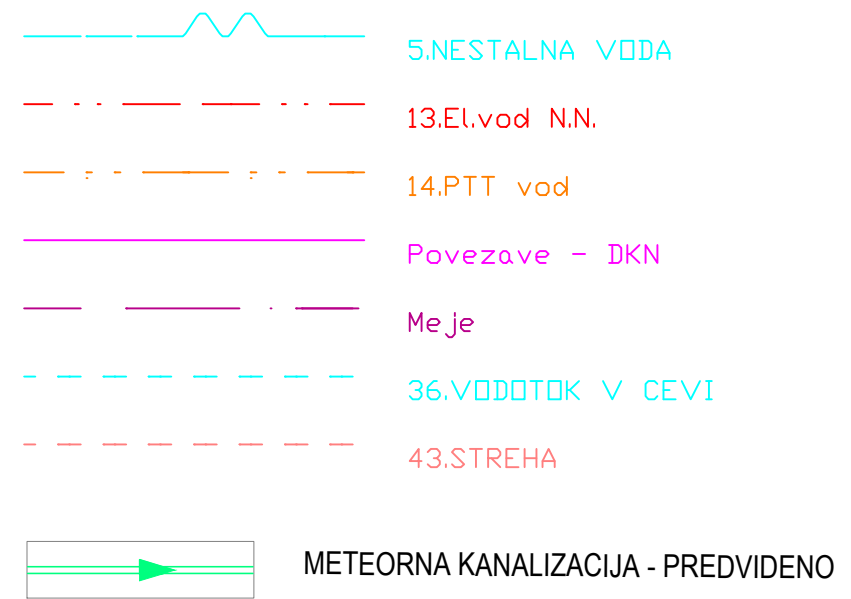 5.NESTALNA VODA
13.El.vod N.N.
14.PTT vod
Povezave - DKN
Meje
36.VODOTOK V CEVI
43.STREHA
METEORNA KANALIZACIJA - PREDVIDENO